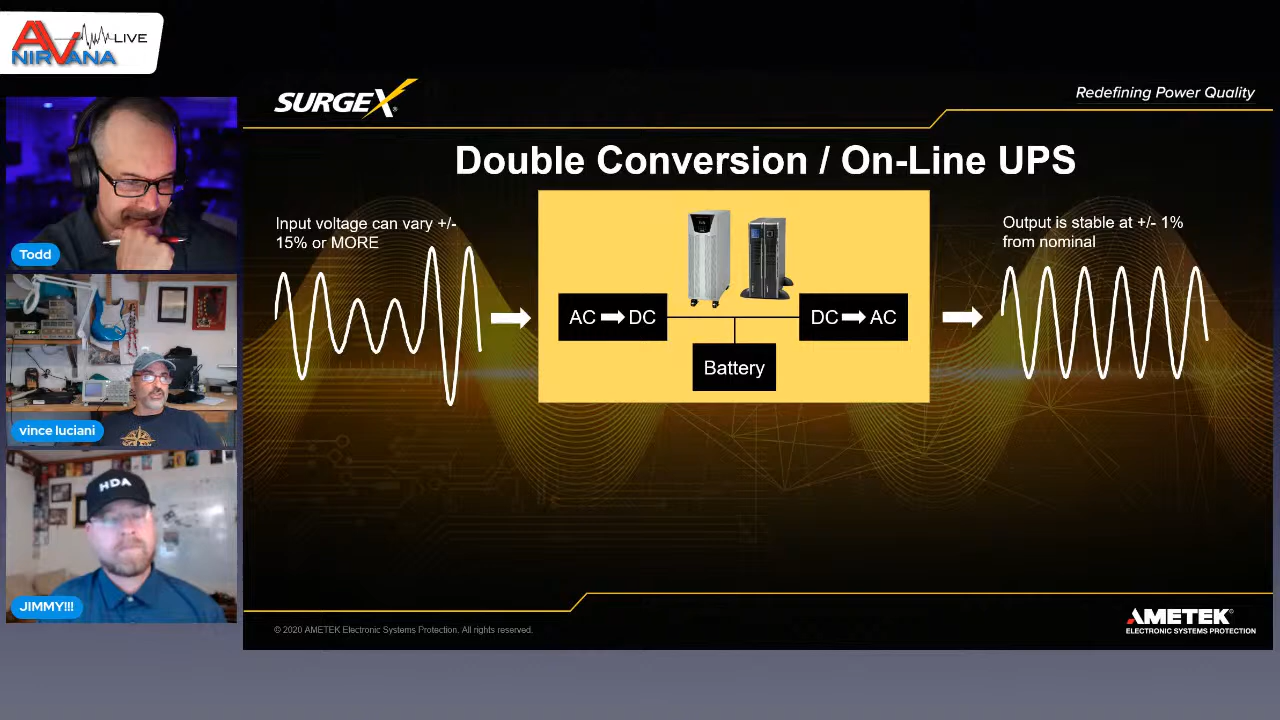 AV
NIRVANA
LIVE
SURGEX®
Redefining Power Quality
Double Conversion / On-Line UPS
Input voltage can vary +/-
15% or MORE
AC DC
Battery
DC AC
Output is stable at +/- 1%
from nominal
Todd
vince luciani
HDA
JIMMY!!!
© 2020 AMETEK Electronic Systems Protection. All rights reserved.
AMETEK®
ELECTRONIC SYSTEMS PROTECTION